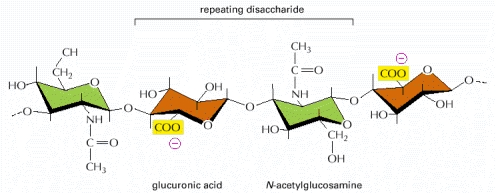 repeating disaccharide
CH
CH₂
CH₃
C=O
NH
COO
⊖
O
O
HO
HO
OH
O
O
O
O
NH
HO
COO
⊖
O
HO
O
CH₂
HO
OH
C=O
CH₃
OH
glucuronic acid
N-acetylglucosamine